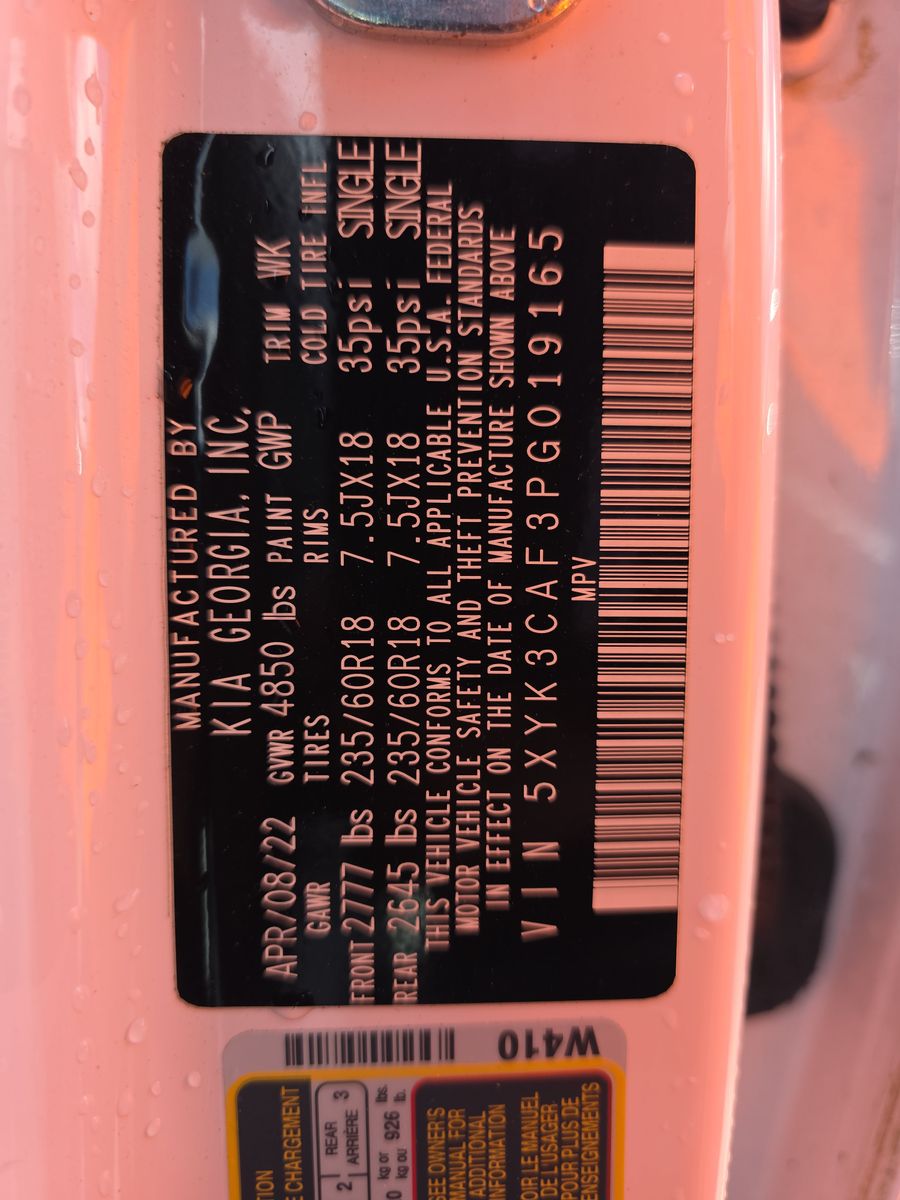 MANUFACTURED BY
KIA GEORGIA, INC.
APR/08/22 GVWR 4850 lbs PAINT GWP TRIM WK
GAWR TIRES RIMS COLD TIRE INFL
FRONT 2777 lbs 235/60R18 7.5JX18 35psi SINGLE
REAR 2645 lbs 235/60R18 7.5JX18 35psi SINGLE
THIS VEHICLE CONFORMS TO ALL APPLICABLE U.S.A. FEDERAL
MOTOR VEHICLE SAFETY AND THEFT PREVENTION STANDARDS
IN EFFECT ON THE DATE OF MANUFACTURE SHOWN ABOVE
VIN 5XYK3CAF3PG019165
MPV
W410
E CHARGEMENT
2 REAR ARRIÈRE 3
kg or 926 lbs.
kg ou lb.
SEE OWNER'S
MANUAL FOR
ADDITIONAL
INFORMATION
OIR LE MANUEL
DE L'USAGER
POUR PLUS DE
ENSEIGNEMENTS